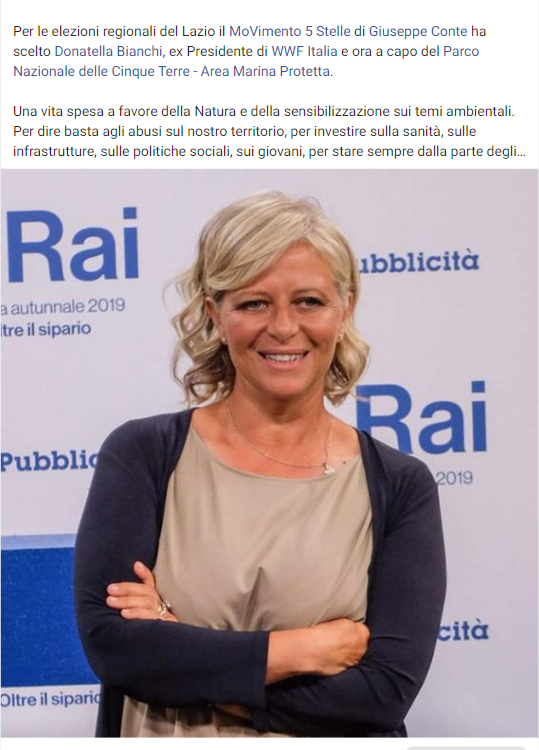 Per le elezioni regionali del Lazio il MoVimento 5 Stelle di Giuseppe Conte ha
scelto Donatella Bianchi, ex Presidente di WWF Italia e ora a capo del Parco
Nazionale delle Cinque Terre - Area Marina Protetta.
Una vita spesa a favore della Natura e della sensibilizzazione sui temi ambientali.
Per dire basta agli abusi sul nostro territorio, per investire sulla sanità, sulle
infrastrutture, sulle politiche sociali, sui giovani, per stare sempre dalla parte degli...
Rai
ubblicità
a autunnale 2019
ltre il sipario
Rai
Pubblic
2019
cità
Oltre il sipario